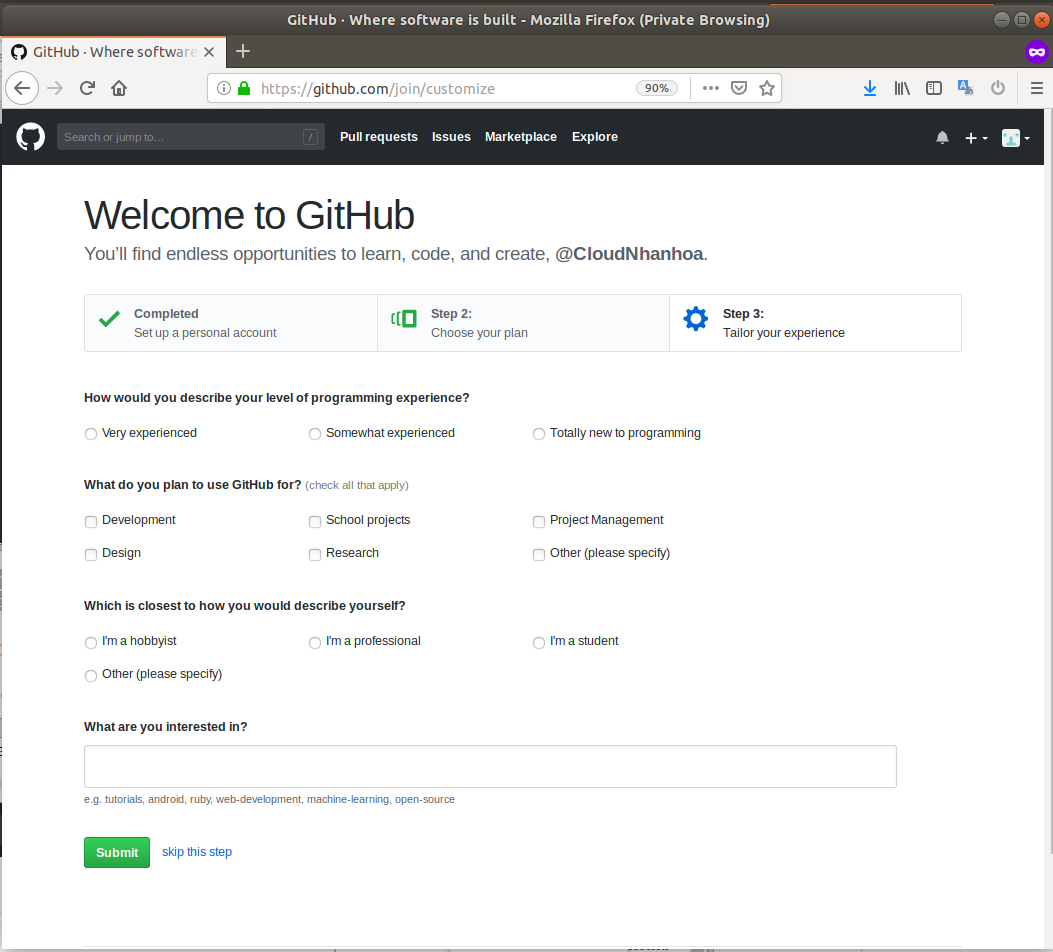 GitHub · Where software is built - Mozilla Firefox (Private Browsing)
GitHub · Where software
https://github.com/join/customize 90%
Search or jump to… / Pull requests Issues Marketplace Explore
Welcome to GitHub
You'll find endless opportunities to learn, code, and create, @CloudNhanhoa.
Completed
Set up a personal account
Step 2:
Choose your plan
Step 3:
Tailor your experience
How would you describe your level of programming experience?
Very experienced Somewhat experienced Totally new to programming
What do you plan to use GitHub for? (check all that apply)
Development School projects Project Management
Design Research Other (please specify)
Which is closest to how you would describe yourself?
I'm a hobbyist I'm a professional I'm a student
Other (please specify)
What are you interested in?
e.g. tutorials, android, ruby, web-development, machine-learning, open-source
Submit skip this step